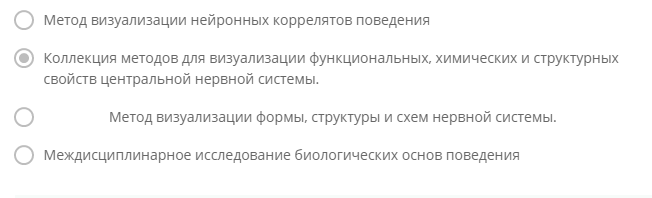 Метод визуализации нейронных коррелятов поведения
Коллекция методов для визуализации функциональных, химических и структурных
свойств центральной нервной системы.
Метод визуализации формы, структуры и схем нервной системы.
Междисциплинарное исследование биологических основ поведения